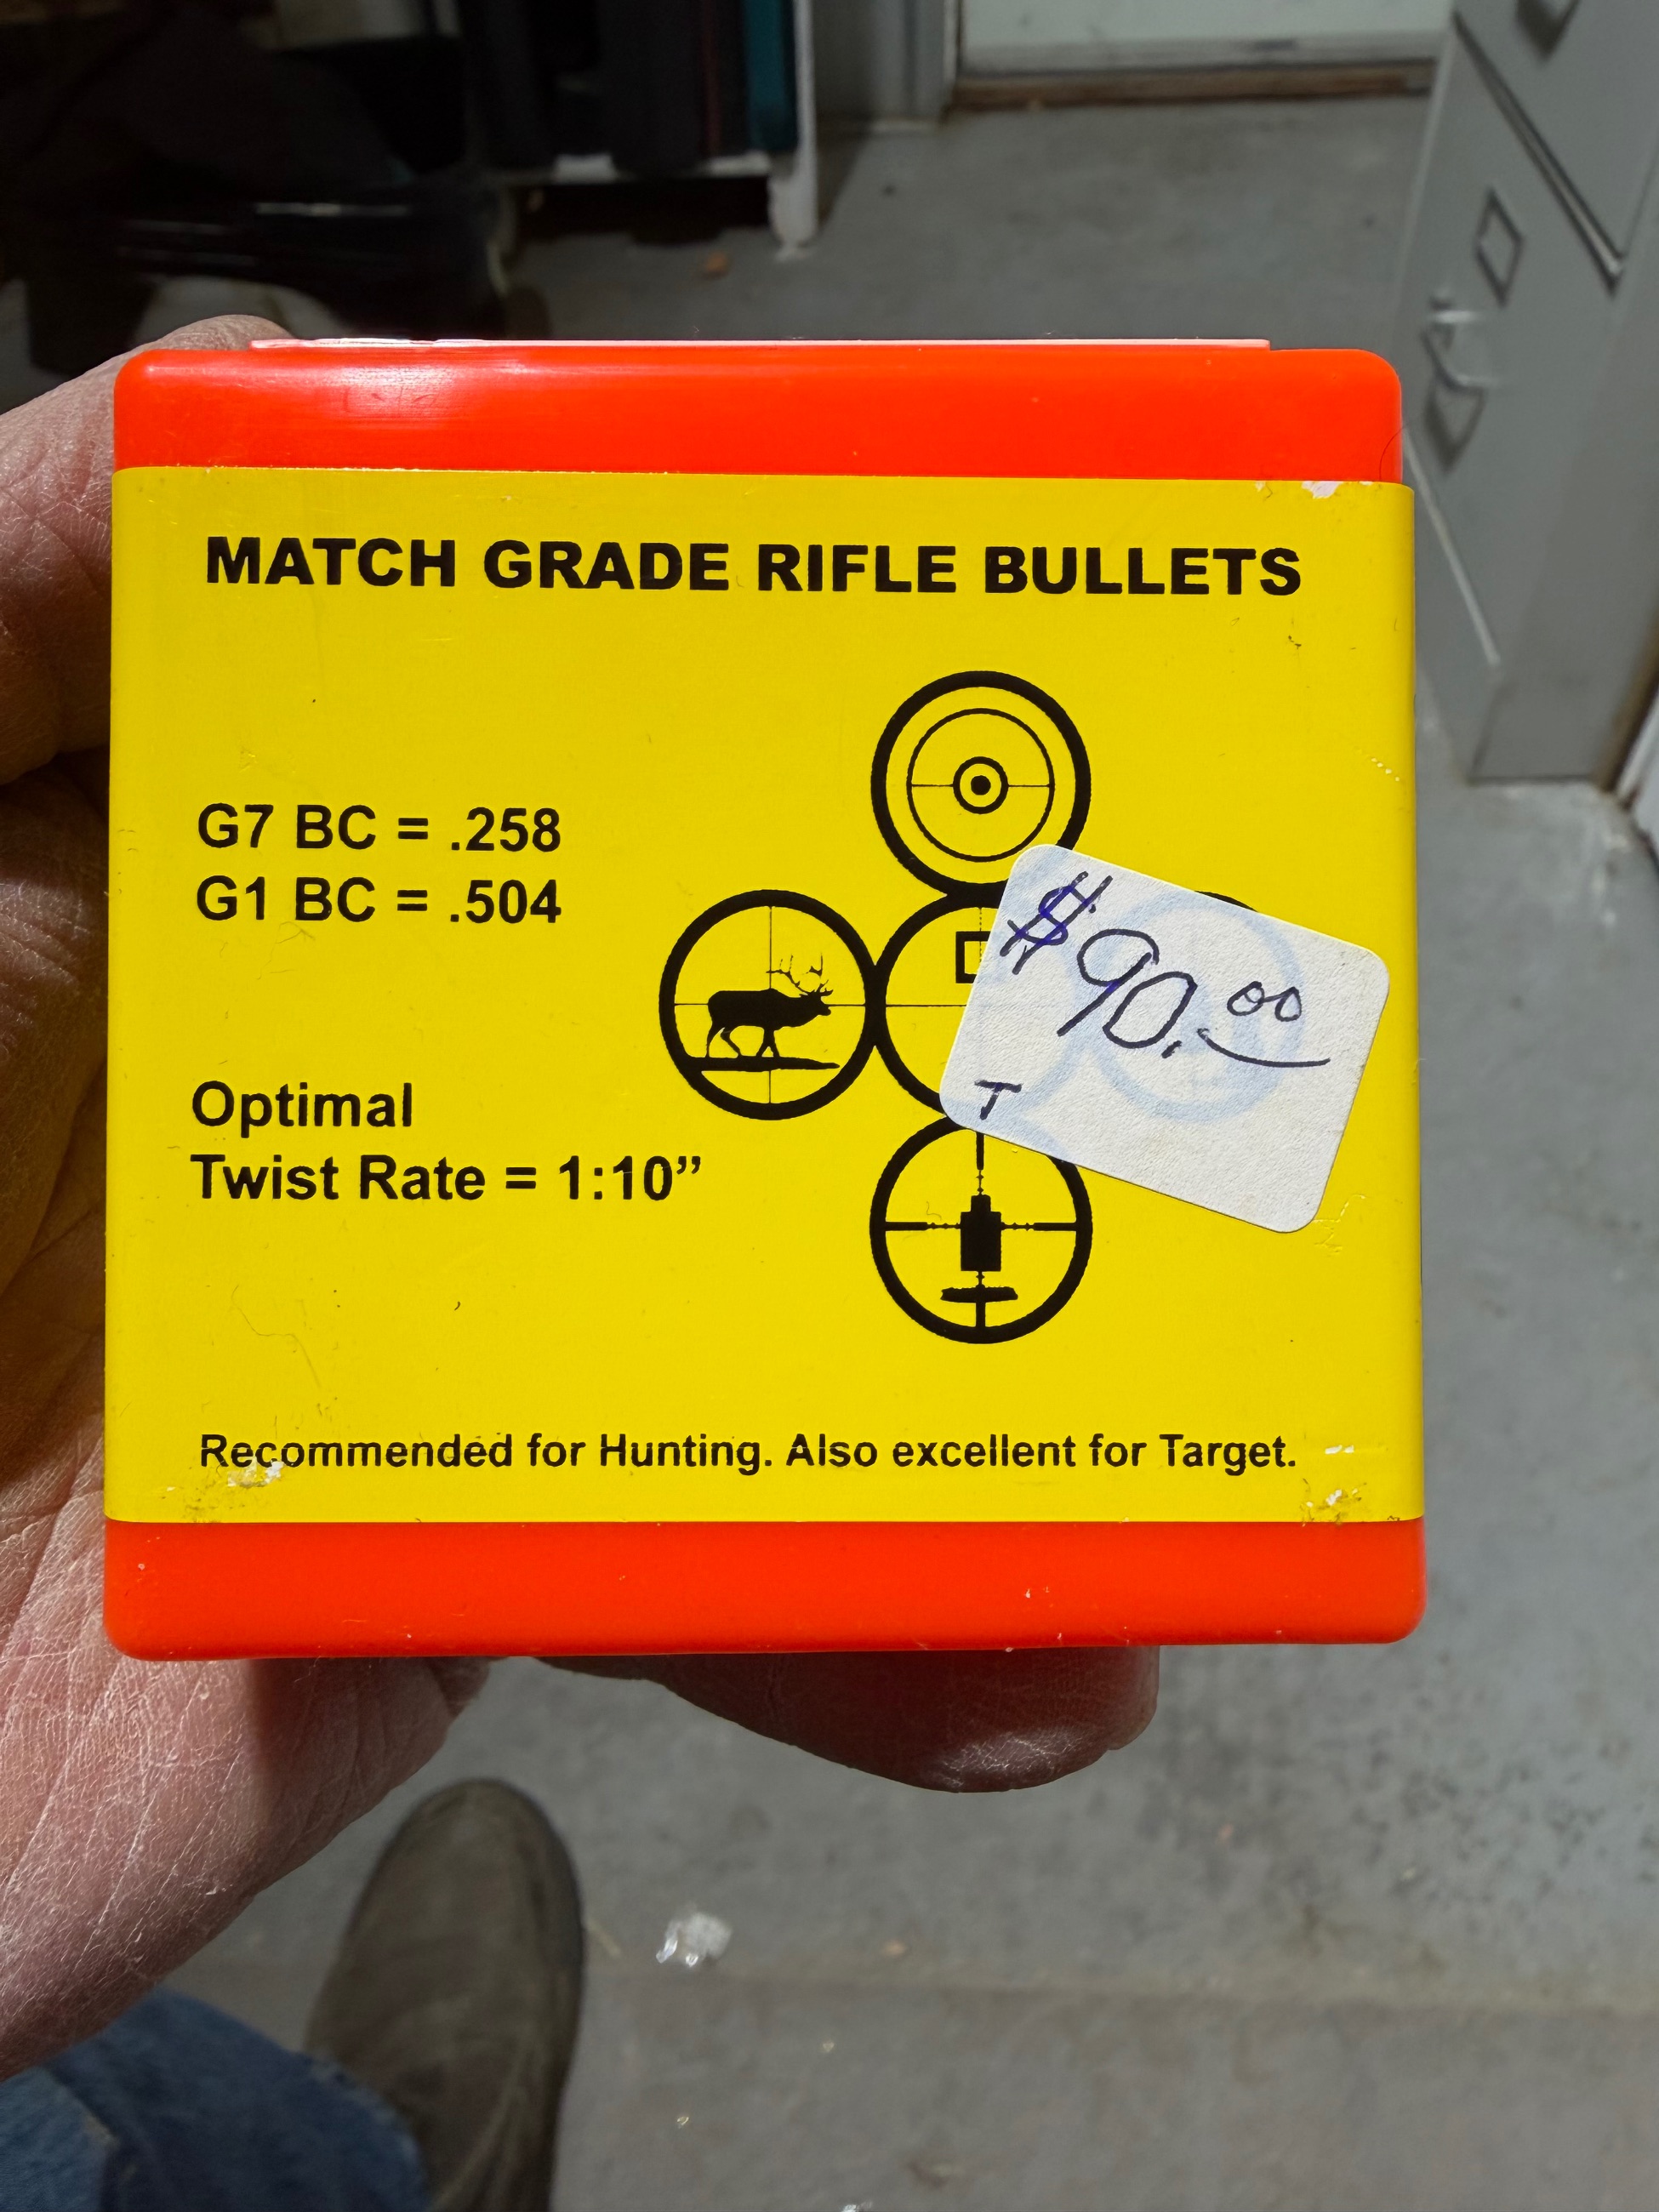 MATCH GRADE RIFLE BULLETS
G7 BC = .258
G1 BC = .504
$90.00
T
Optimal
Twist Rate = 1:10”
Recommended for Hunting. Also excellent for Target.